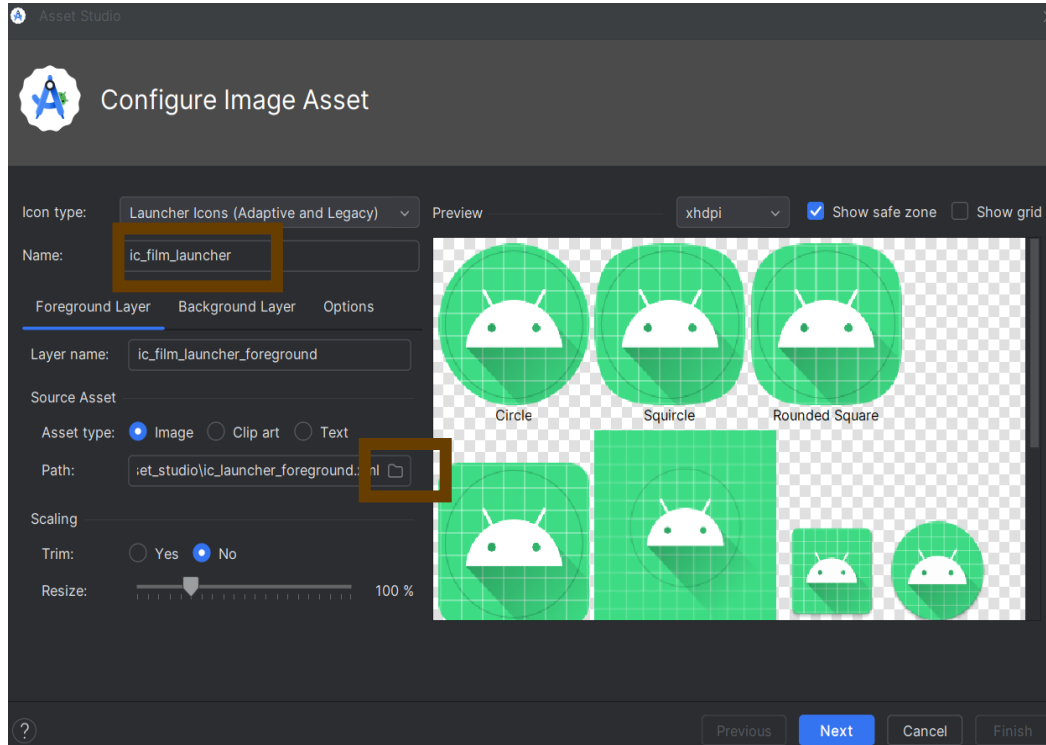 Asset Studio
Configure Image Asset
Icon type: Launcher Icons (Adaptive and Legacy) Preview xhdpi Show safe zone Show grid
Name: ic_film_launcher
Foreground Layer Background Layer Options
Layer name: ic_film_launcher_foreground
Source Asset
Circle Squircle Rounded Square
Asset type: Image Clip art Text
Path: set_studio\ic_launcher_foreground.xml
Scaling
Trim: Yes No
Resize: 100 %
? Previous Next Cancel Finish